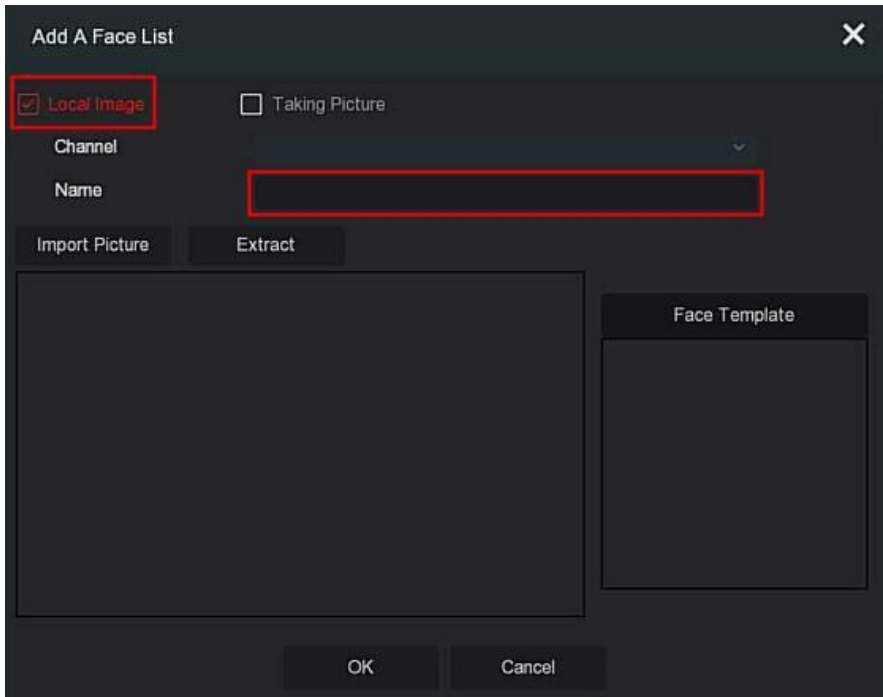 Add A Face List
Local Image Taking Picture
Channel
Name
Import Picture Extract
Face Template
OK Cancel